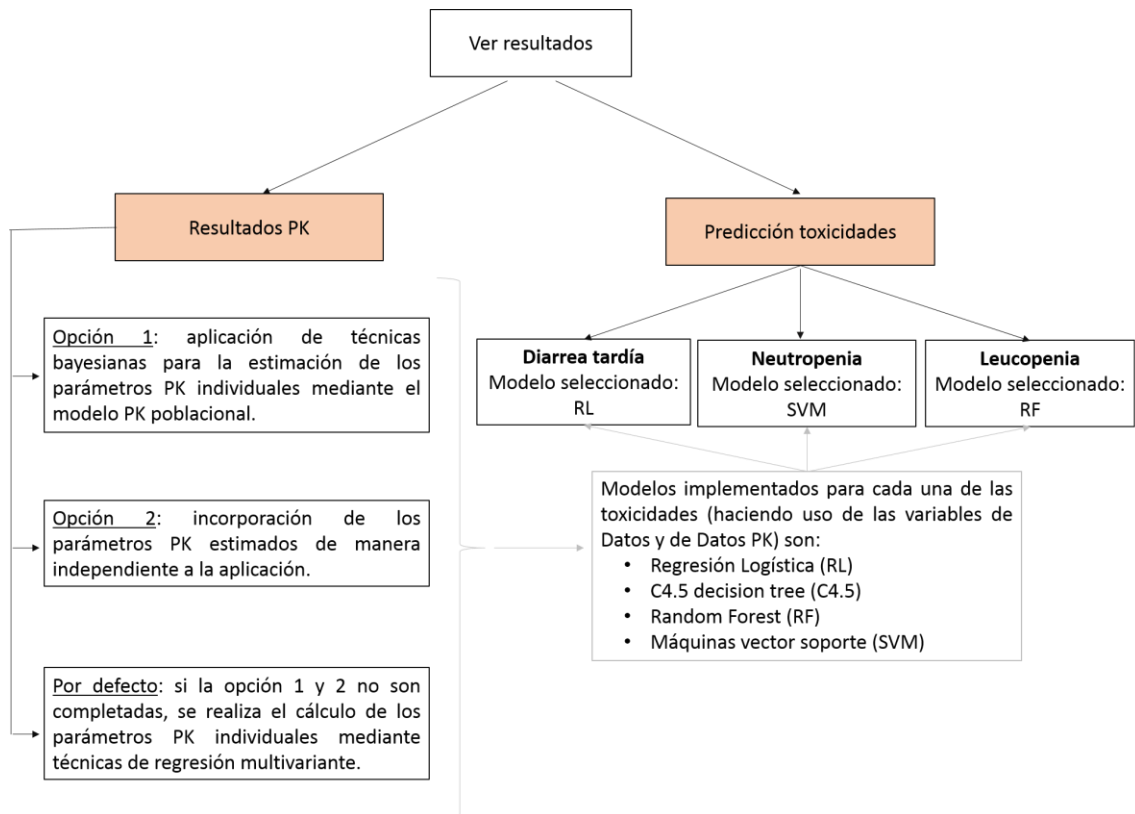 Ver resultados
Resultados PK
Predicción toxicidades
Opción 1: aplicación de técnicas
bayesianas para la estimación de los
parámetros PK individuales mediante el
modelo PK poblacional.
Opción 2: incorporación de los
parámetros PK estimados de manera
independiente a la aplicación.
Por defecto: si la opción 1 y 2 no son
completadas, se realiza el cálculo de los
parámetros PK individuales mediante
técnicas de regresión multivariante.
Diarrea tardía
Modelo seleccionado:
RL
Neutropenia
Modelo seleccionado:
SVM
Leucopenia
Modelo seleccionado:
RF
Modelos implementados para cada una de las
toxicidades (haciendo uso de las variables de
Datos y de Datos PK) son:
• Regresión Logística (RL)
• C4.5 decision tree (C4.5)
• Random Forest (RF)
• Máquinas vector soporte (SVM)